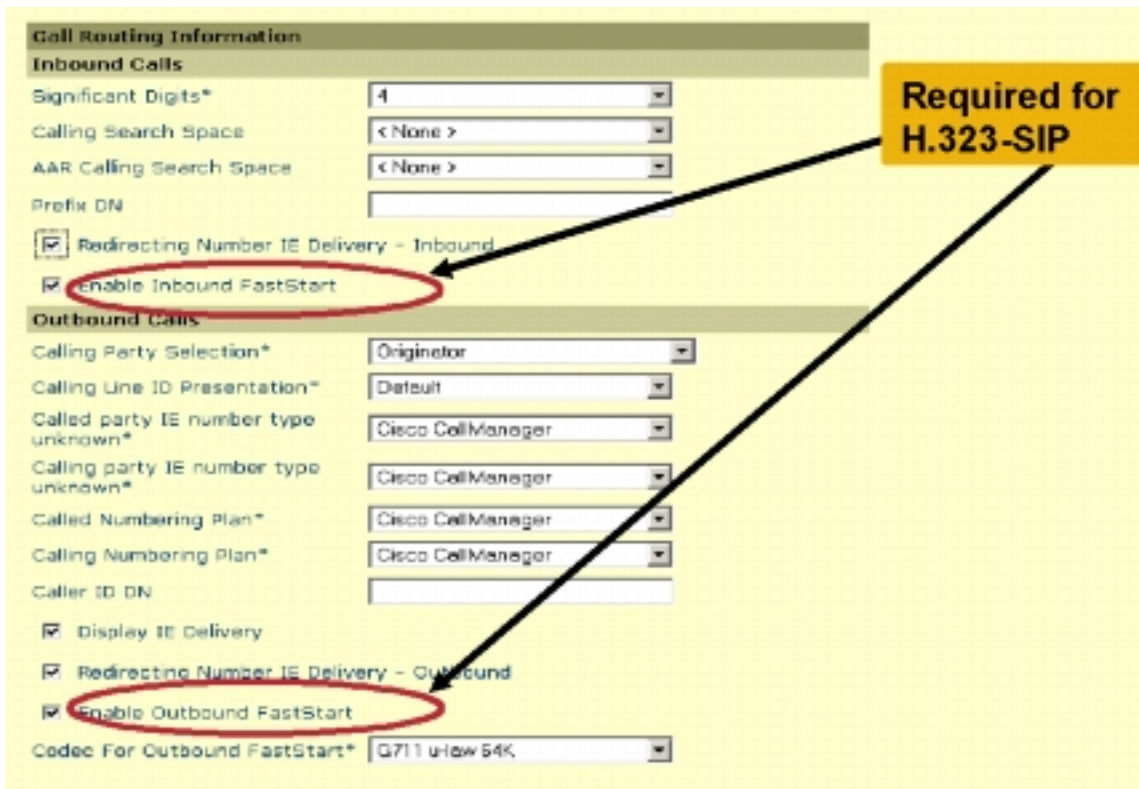 Call Routing Information
Inbound Calls
Significant Digits* 4
Calling Search Space < None >
AAR Calling Search Space < None >
Prefix DN
Redirecting Number IE Delivery - Inbound
Enable Inbound FastStart
Required for
H.323-SIP
Outbound Calls
Calling Party Selection* Originator
Calling Line ID Presentation* Default
Called party IE number type
unknown* Cisco CallManager
Calling party IE number type
unknown* Cisco CallManager
Called Numbering Plan* Cisco CallManager
Calling Numbering Plan* Cisco CallManager
Caller ID DN
Display IE Delivery
Redirecting Number IE Delivery - Outbound
Enable Outbound FastStart
Codec For Outbound FastStart* G711 u-law 64K